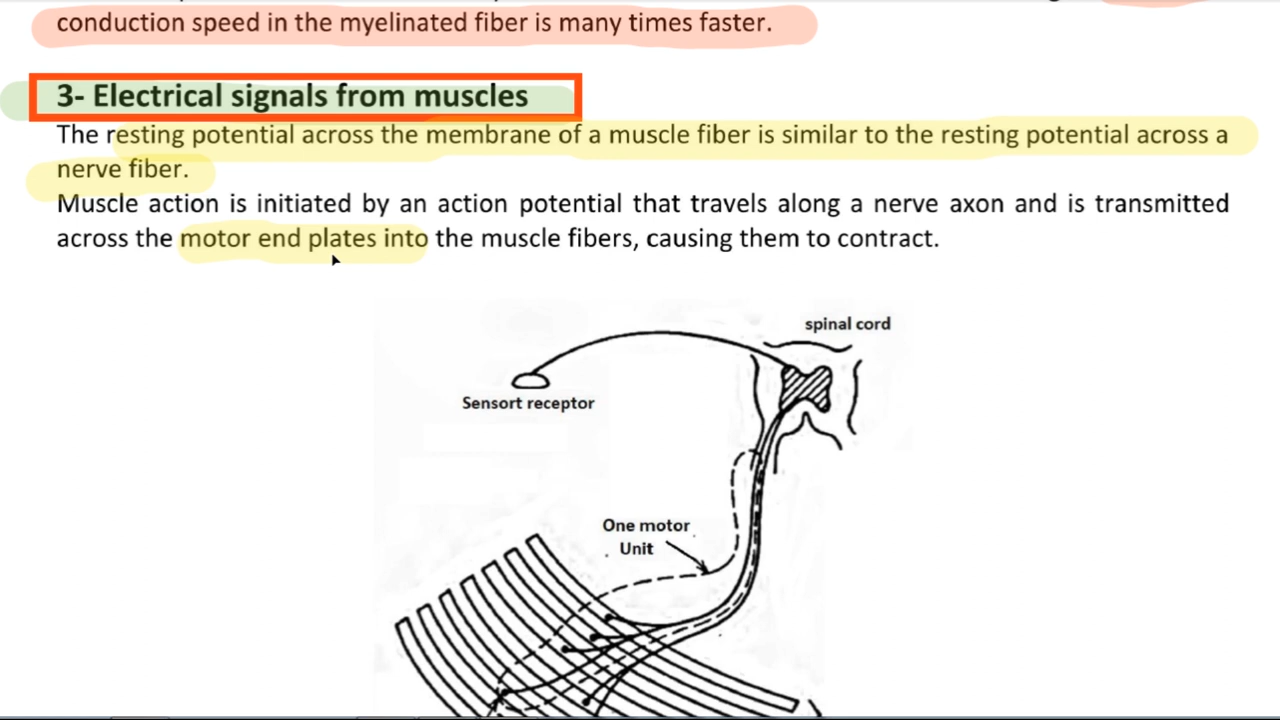 conduction speed in the myelinated fiber is many times faster.
3- Electrical signals from muscles
The resting potential across the membrane of a muscle fiber is similar to the resting potential across a
nerve fiber.
Muscle action is initiated by an action potential that travels along a nerve axon and is transmitted
across the motor end plates into the muscle fibers, causing them to contract.
spinal cord
Sensort receptor
One motor
Unit